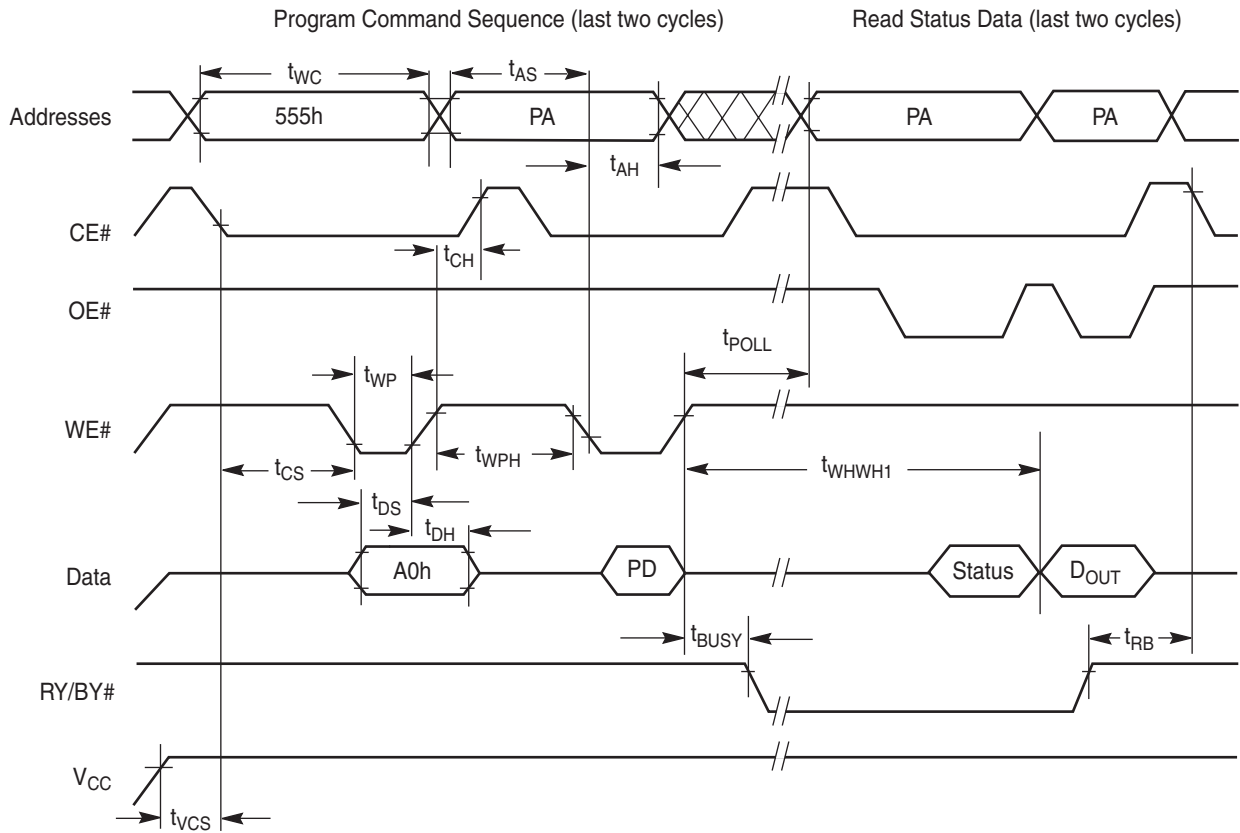 Program Command Sequence (last two cycles) Read Status Data (last two cycles)
tWC tAS
Addresses 555h PA PA PA
tAH
CE#
tCH
OE#
tPOLL
tWP
WE#
tCS tWPH tWHWH1
tDS
tDH
Data A0h PD Status DOUT
tBUSY tRB
RY/BY#
VCC
tVCS